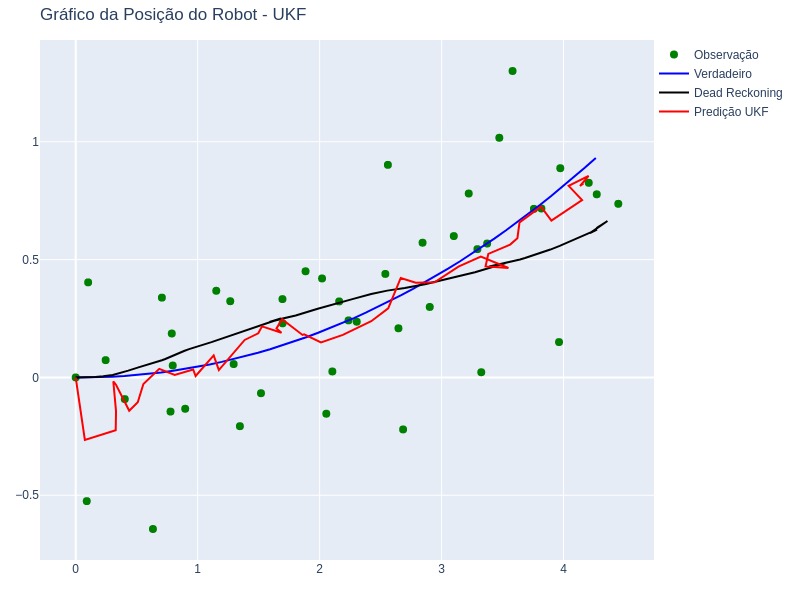 Gráfico da Posição do Robot - UKF
Observação
Verdadeiro
Dead Reckoning
Predição UKF
1
0.5
0
−0.5
0 1 2 3 4